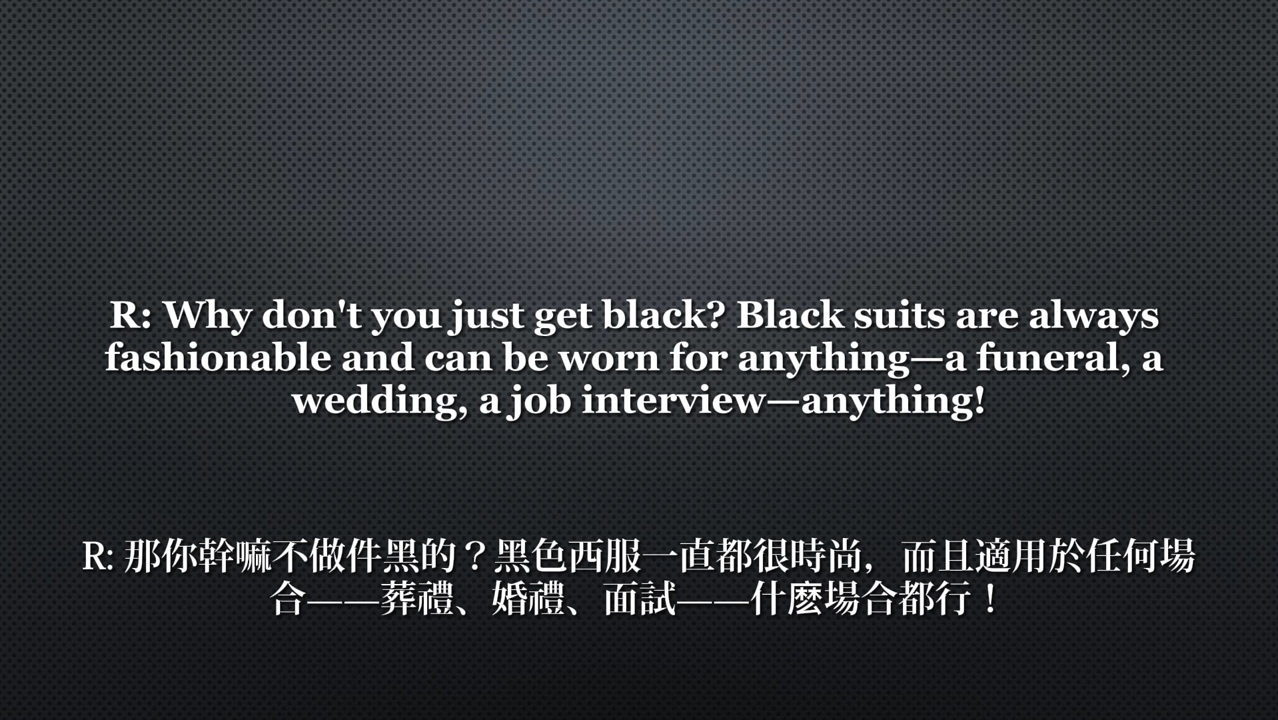 R: Why don't you just get black? Black suits are always
fashionable and can be worn for anything—a funeral, a
wedding, a job interview—anything!
R: 那你幹嘛不做件黑的？黑色西服一直都很時尚，而且適用於任何場
合——葬禮、婚禮、面試——什麽場合都行！